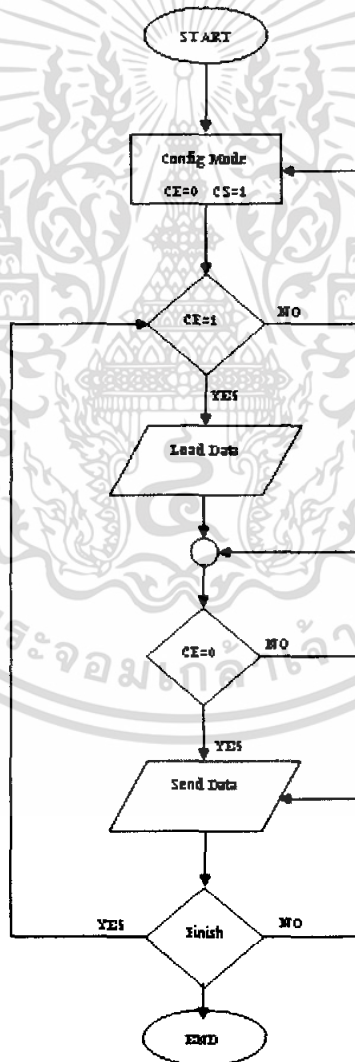 START
Config Mode
CE=0 CS=1
CE=1
NO
YES
Load Data
CE=0
NO
YES
Send Data
YES
Finish
NO
END